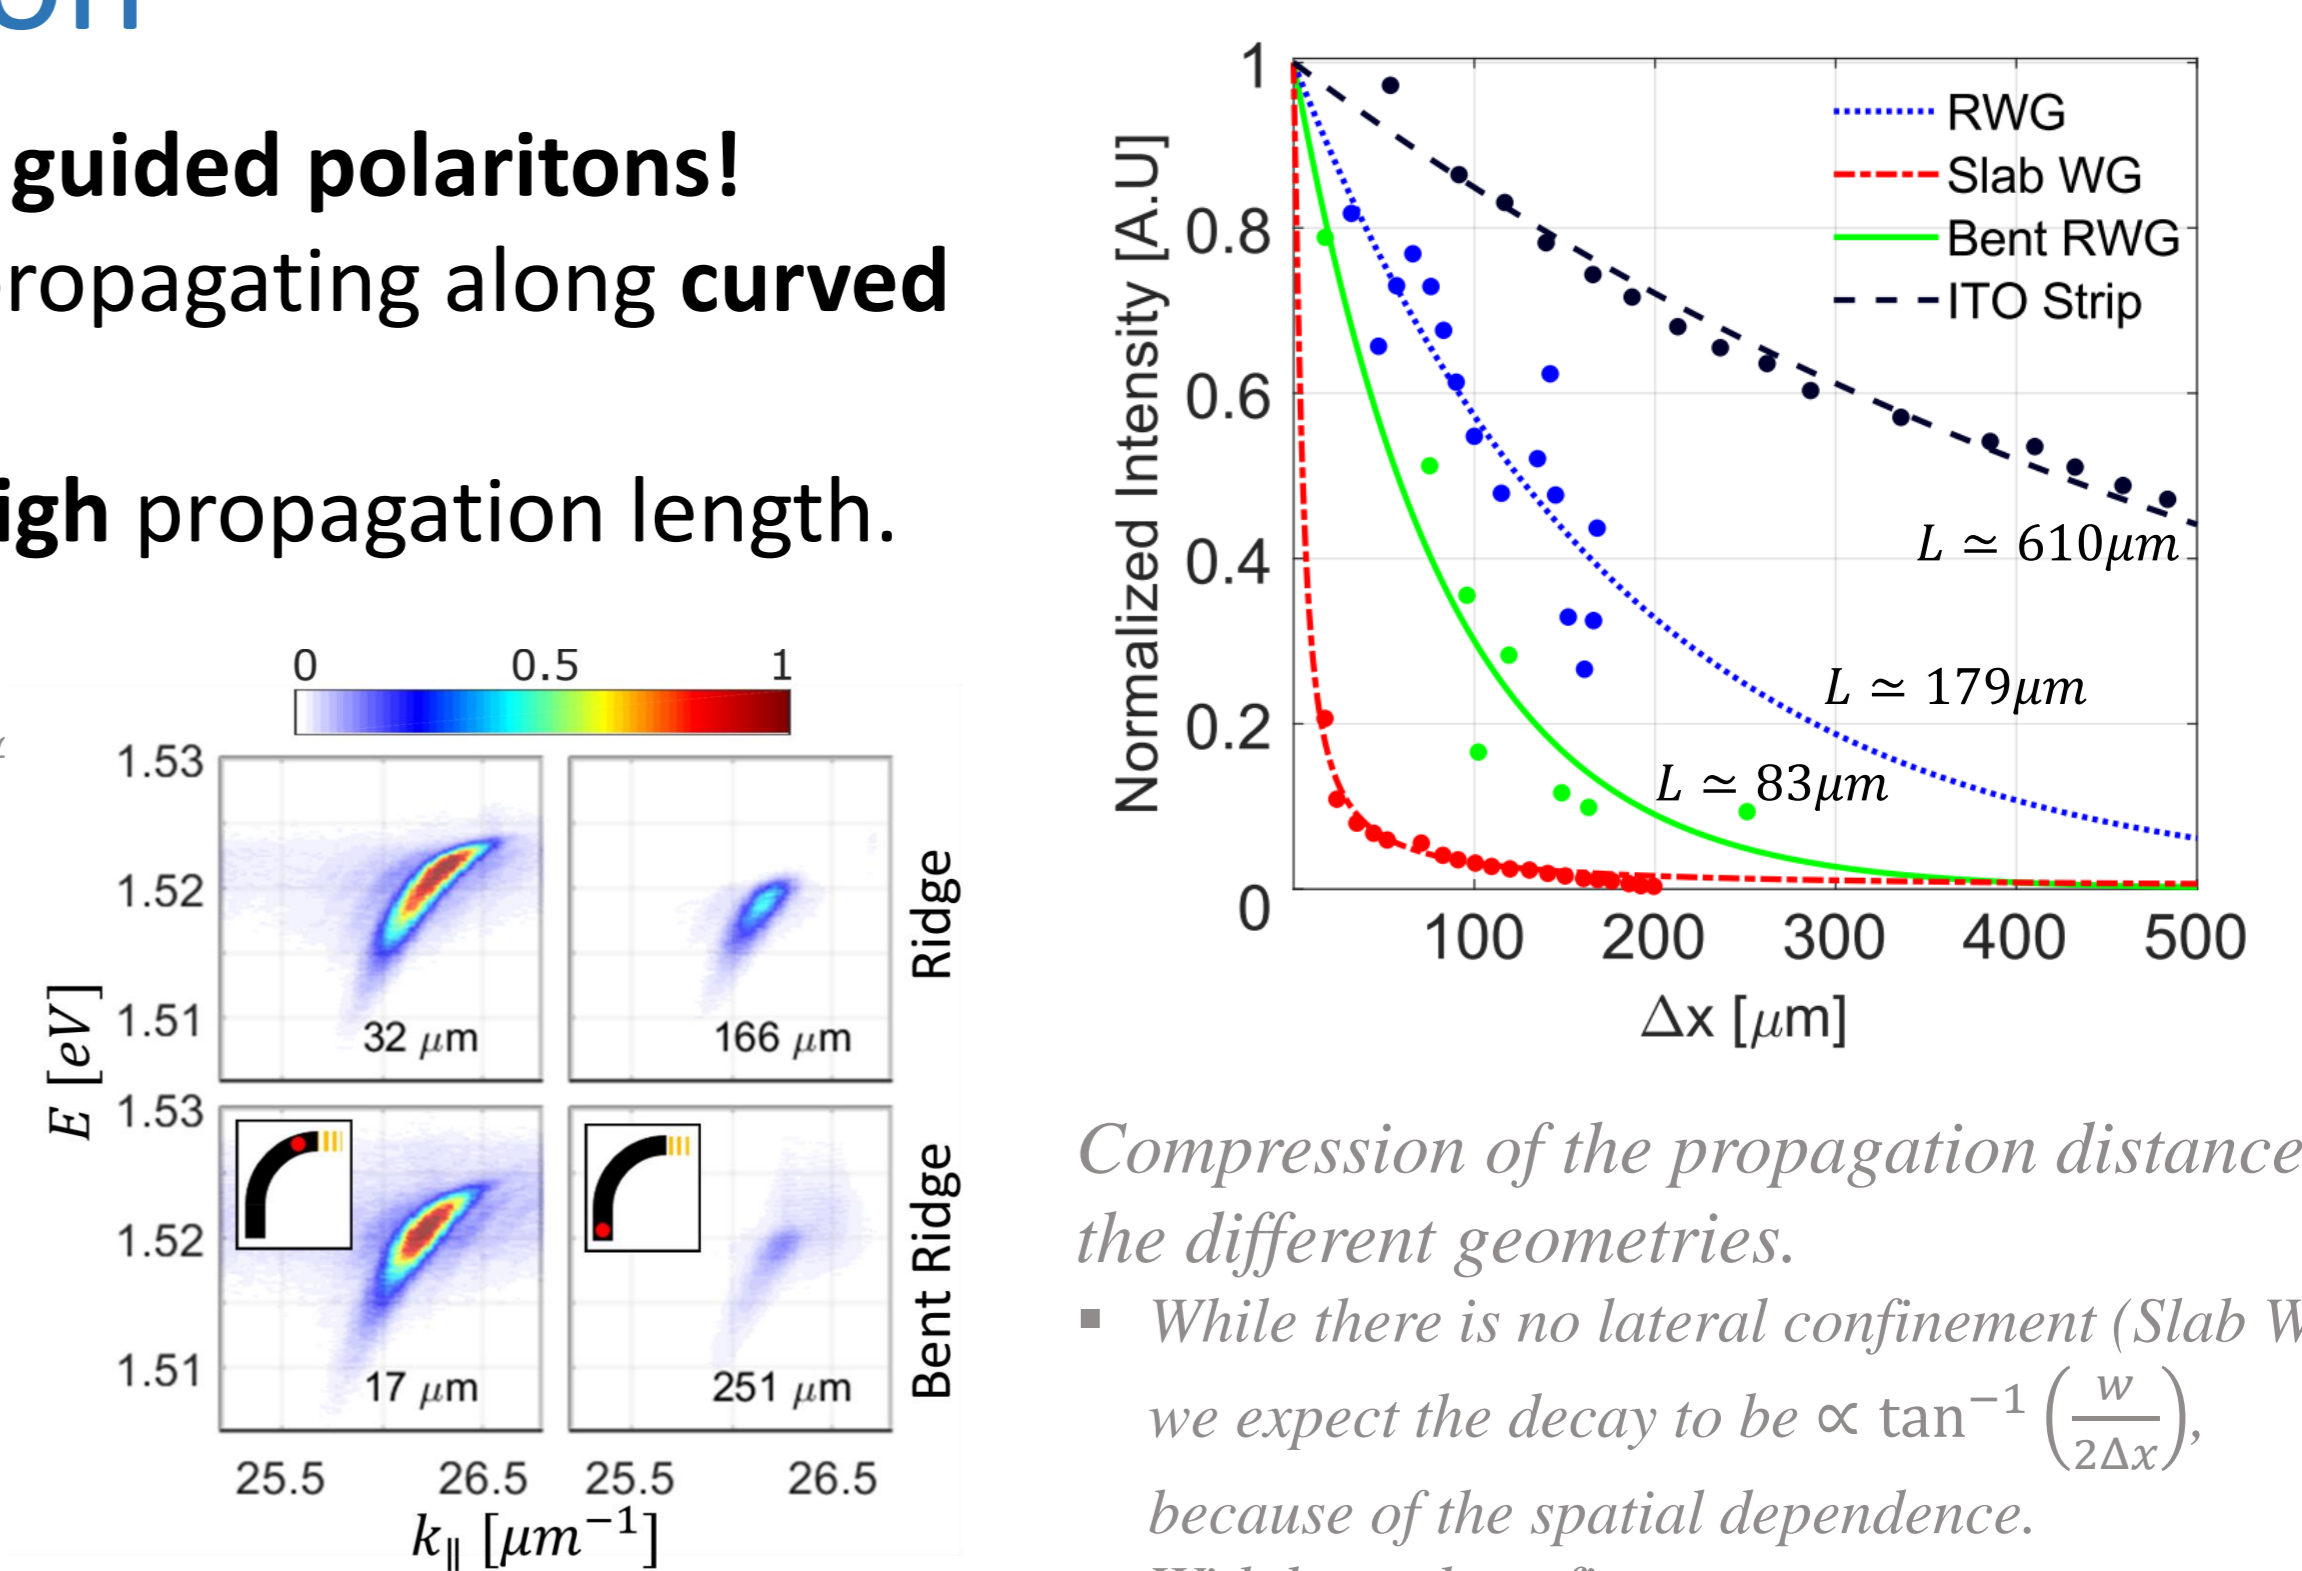 guided polaritons!
propagating along curved
high propagation length.
0 0.5 1
1.53
1.52
1.51
32 μm
166 μm
Ridge
1.53
1.52
1.51
17 μm
251 μm
Bent Ridge
E [eV]
25.5 26.5 25.5 26.5
k∥ [μm⁻¹]
1
0.8
0.6
0.4
0.2
0
Normalized Intensity [A.U]
RWG
Slab WG
Bent RWG
ITO Strip
L ≃ 610μm
L ≃ 179μm
L ≃ 83μm
100 200 300 400 500
Δx [μm]
Compression of the propagation distance
the different geometries.
▪ While there is no lateral confinement (Slab W
we expect the decay to be ∝ tan⁻¹ (w/2Δx),
because of the spatial dependence.